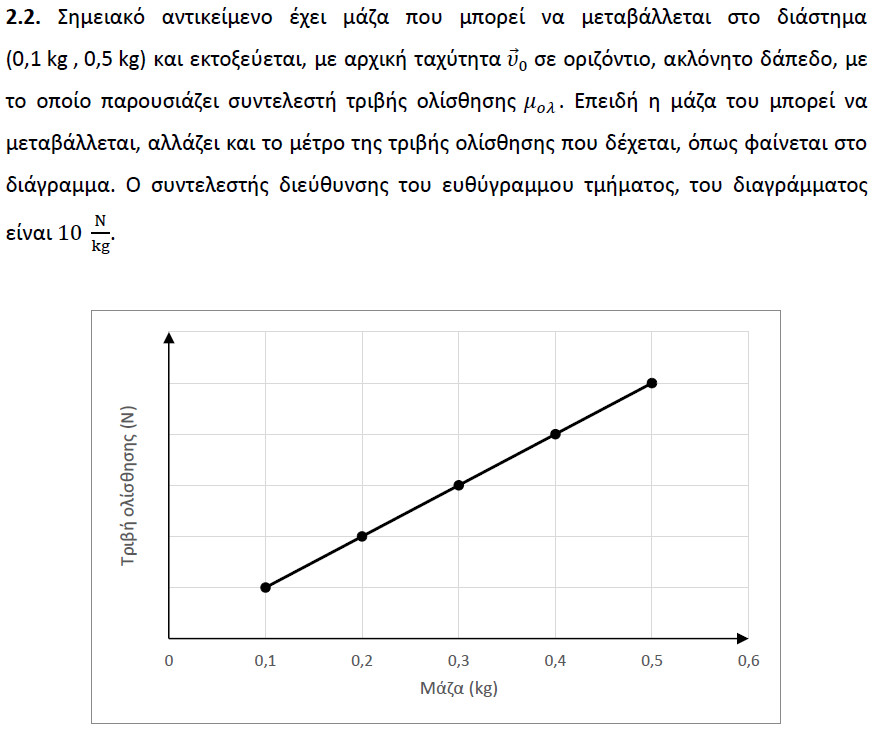 2.2. Σημειακό αντικείμενο έχει μάζα που μπορεί να μεταβάλλεται στο διάστημα
(0,1 kg , 0,5 kg) και εκτοξεύεται, με αρχική ταχύτητα υ⃗₀ σε οριζόντιο, ακλόνητο δάπεδο, με
το οποίο παρουσιάζει συντελεστή τριβής ολίσθησης μ_ολ. Επειδή η μάζα του μπορεί να
μεταβάλλεται, αλλάζει και το μέτρο της τριβής ολίσθησης που δέχεται, όπως φαίνεται στο
διάγραμμα. Ο συντελεστής διεύθυνσης του ευθύγραμμου τμήματος, του διαγράμματος
είναι 10 N/kg.
Τριβή ολίσθησης (N)
0 0,1 0,2 0,3 0,4 0,5 0,6
Μάζα (kg)